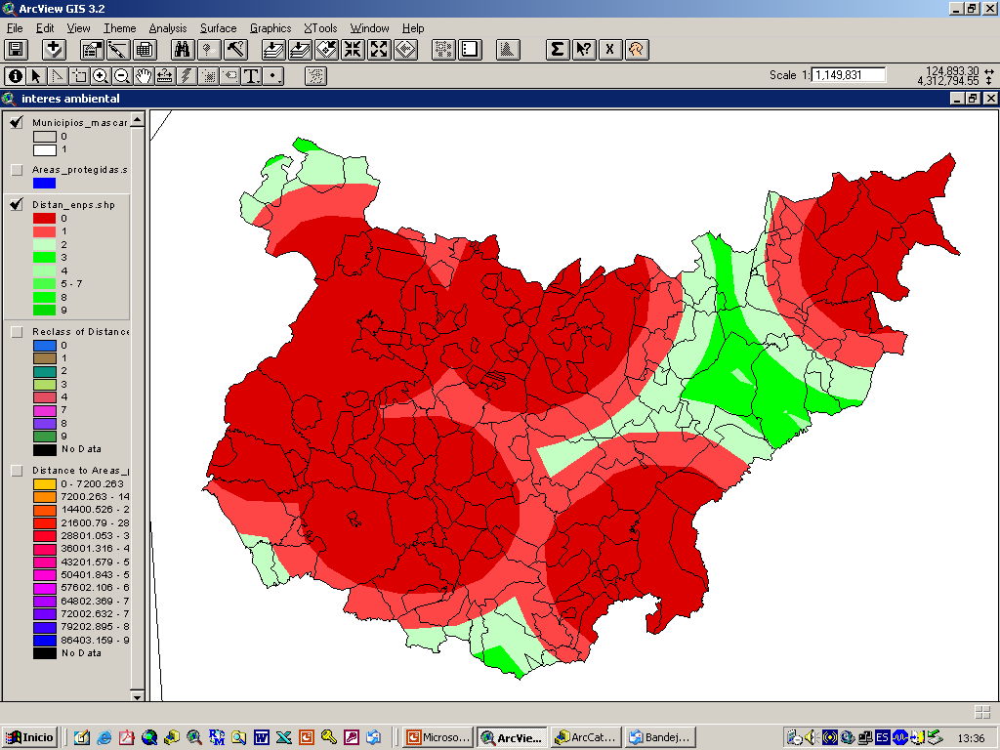 ArcView GIS 3.2
File Edit View Theme Analysis Surface Graphics XTools Window Help
Scale 1: 1,149,831
124,893.30
4,312,794.55
interes ambiental
Municipios_mascar
0
1
Areas_protegidas.s
Distan_enps.shp
0
1
2
3
4
5 - 7
8
9
Reclass of Distance
0
1
2
3
4
7
8
9
No Data
Distance to Areas_
0 - 7200.263
7200.263 - 14
14400.526 - 2
21600.79 - 28
28801.053 - 3
36001.316 - 4
43201.579 - 5
50401.843 - 5
57602.106 - 6
64802.369 - 7
72002.632 - 7
79202.895 - 8
86403.159 - 9
No Data
Inicio Microso... ArcVie... ArcCat... Bandej... ES 13:36